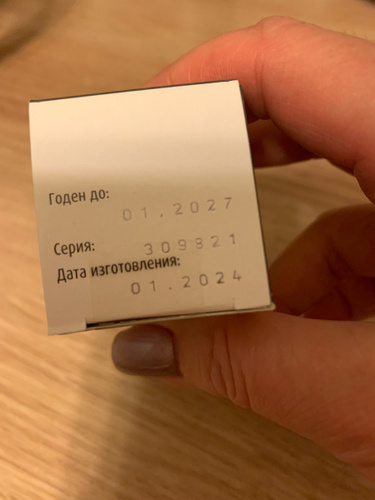 Годен до:
01.2027
Серия:
309821
Дата изготовления:
01.2024